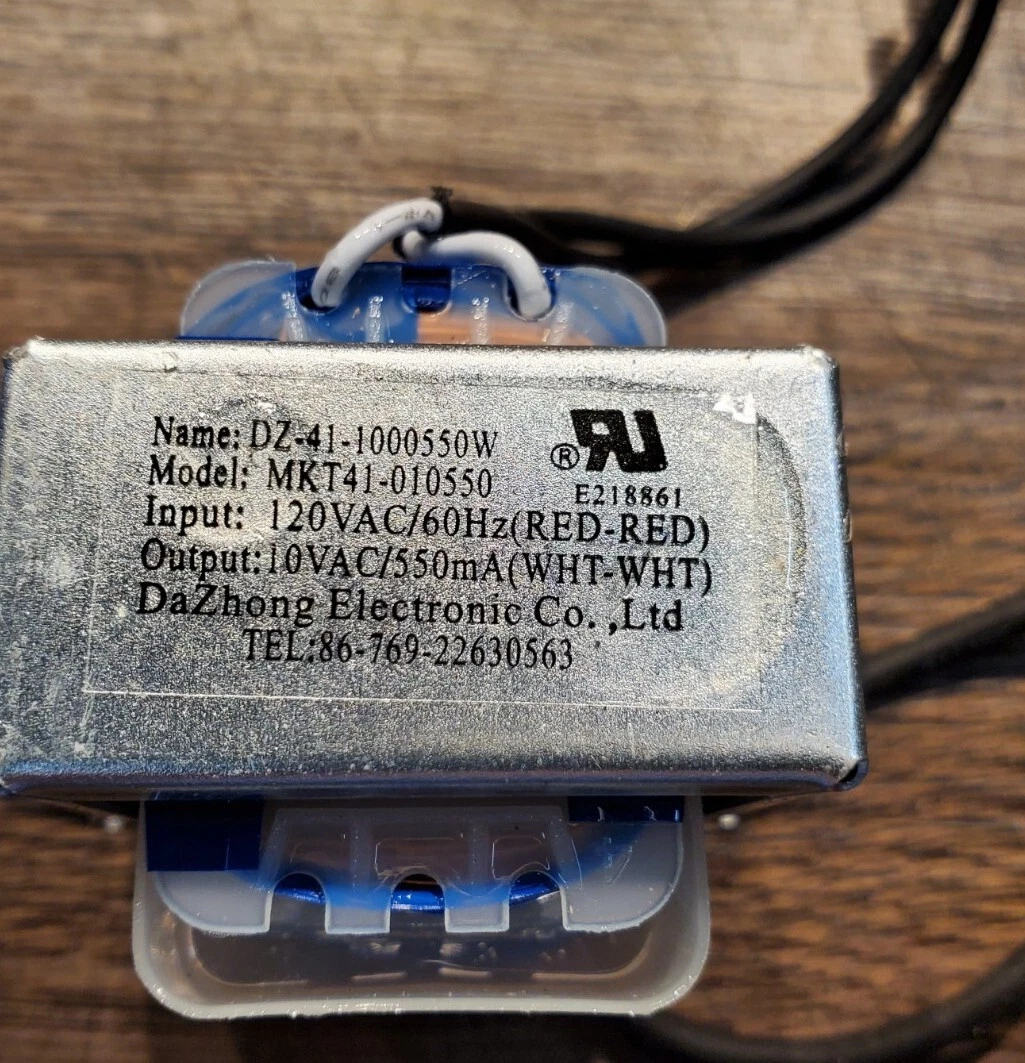 Name: DZ-41-1000550W
Model: MKT41-010550
Input: 120VAC/60Hz(RED-RED)
Output:10VAC/550mA(WHT-WHT)
DaZhong Electronic Co.,Ltd
TEL:86-769-22630563
® RU
E218861